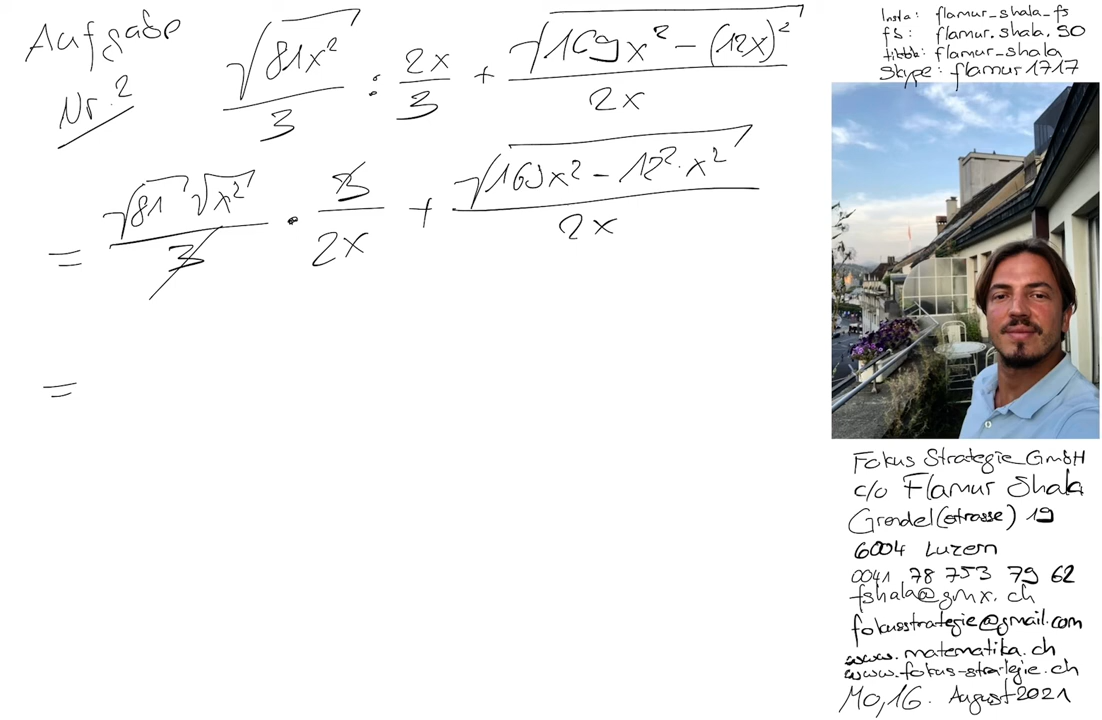 Aufgabe
Nr. 2
√(81x²)/3 : 2x/3 + √(169x² - (12x)²)/2x
= √81 √x²/3 · 3/2x + √(169x² - 12²·x²)/2x
=
Insta: flamur_shala_fs
fs: flamur.shala.90
tiktok: flamur_shala
Skype: flamur1717
Fokus Strategie GmbH
c/o Flamur Shala
Grendel(strasse) 19
6004 Luzern
0041 78 753 79 62
fshala@gmx.ch
fokusstrategie@gmail.com
www.matematika.ch
www.fokus-strategie.ch
Mo, 16. August 2021